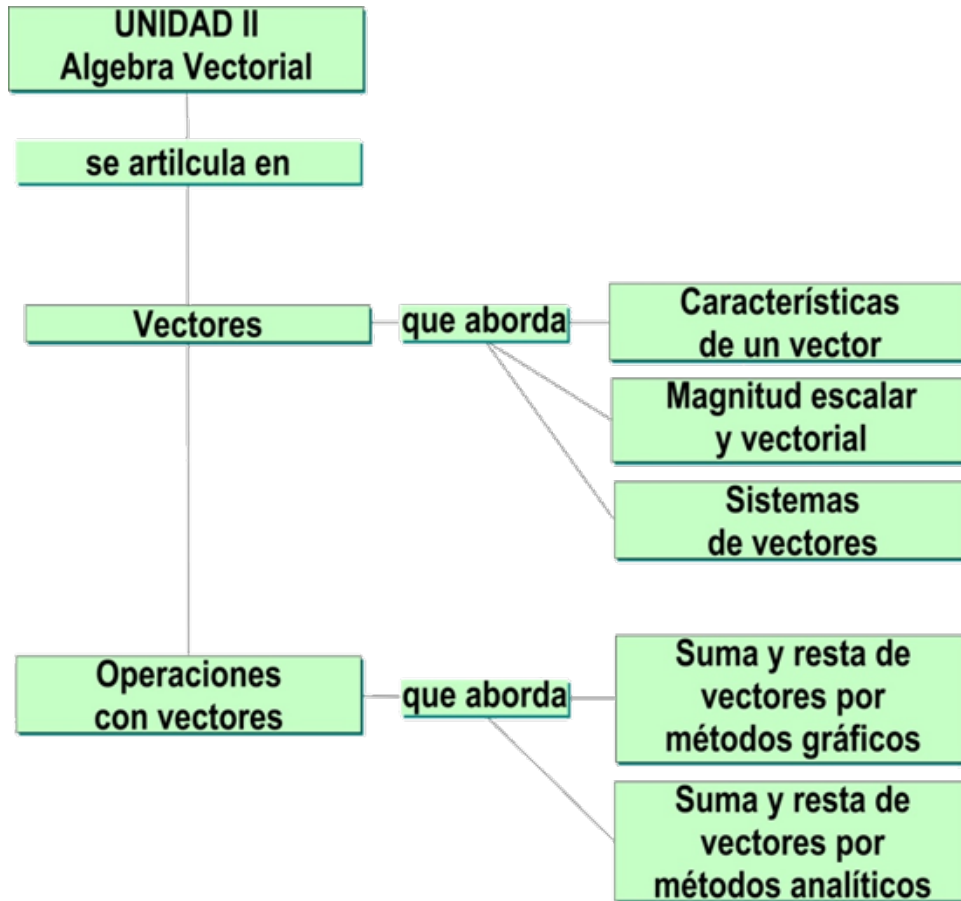 UNIDAD II
Algebra Vectorial
se artilcula en
Vectores
que aborda
Caracterísíticas
de un vector
Magnitud escalar
y vectorial
Sistemas
de vectores
Operaciones
con vectores
que aborda
Suma y resta de
vectores por
métodos gráficos
Suma y resta de
vectores por
métodos analíticos